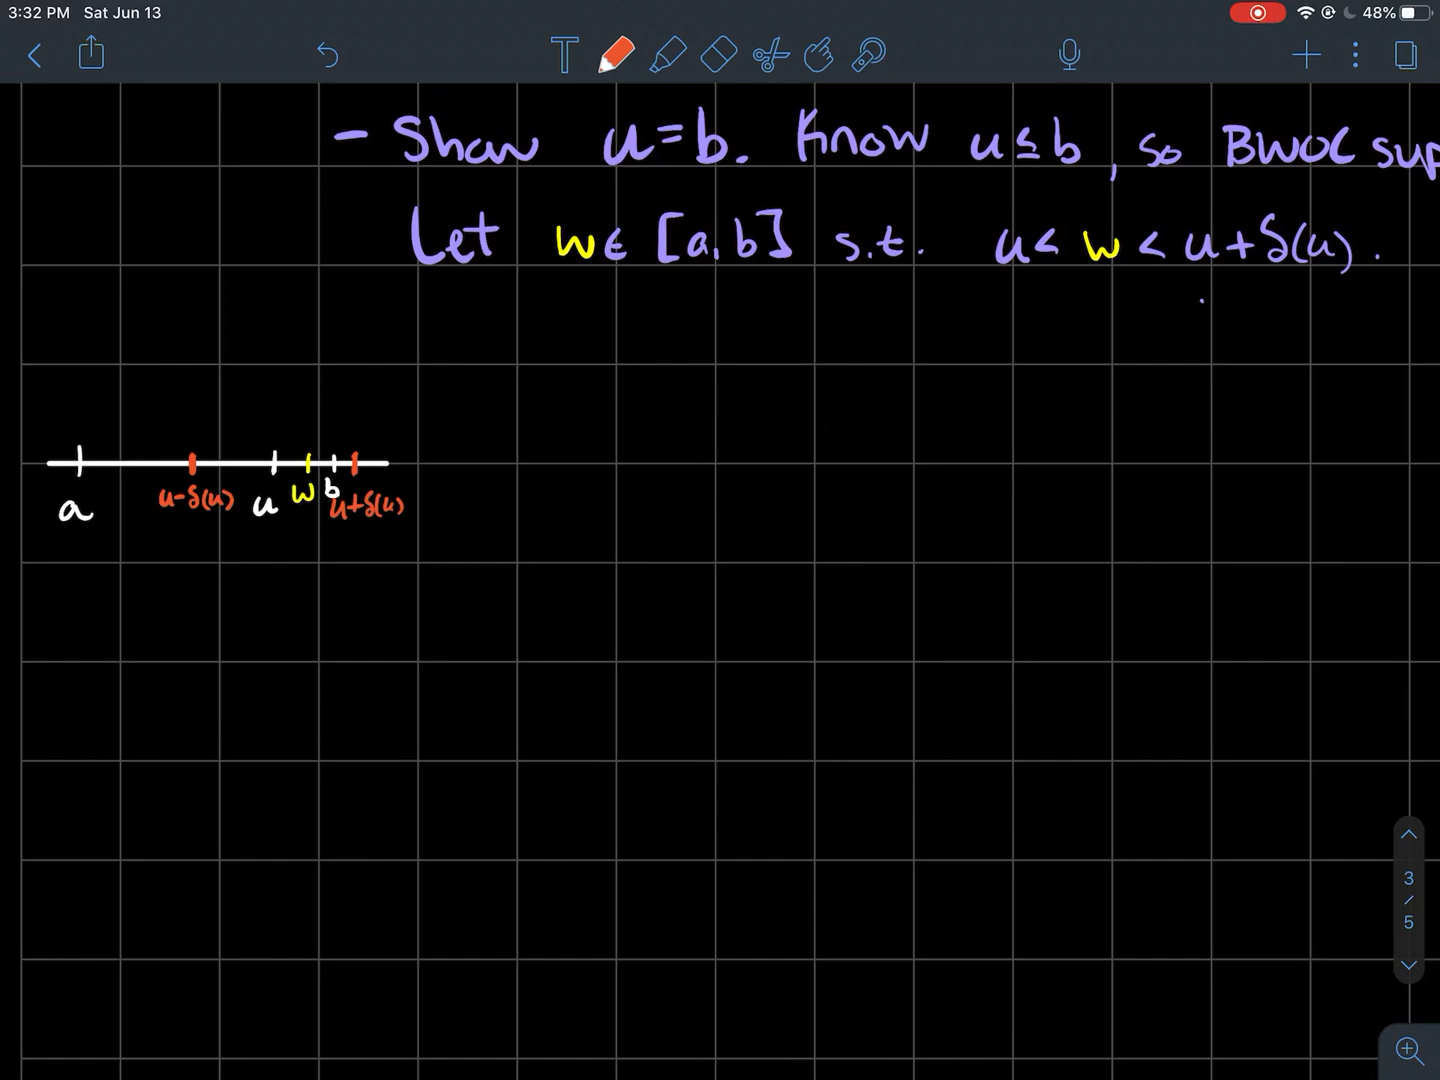 3:32 PM Sat Jun 13 48%
T
- Show u=b. Know u≤b, so BWOC sup
Let w∈[a,b] s.t. u<w<u+δ(u).
a u-δ(u) u w b u+δ(u)
3
/
5